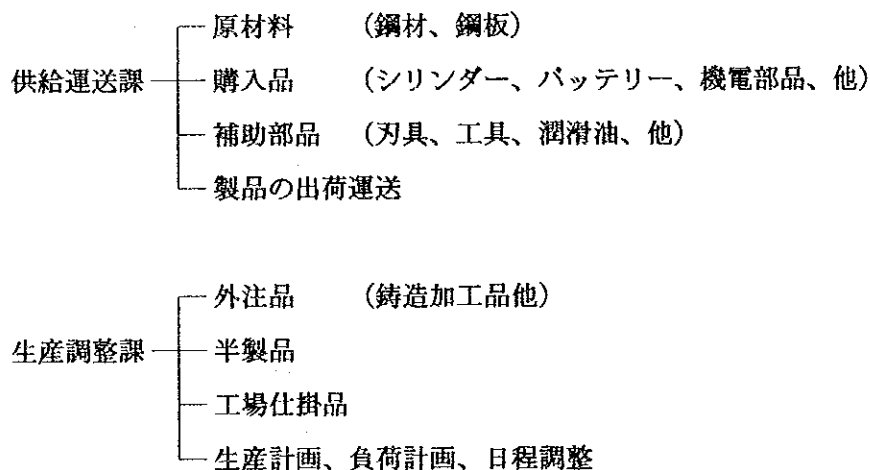 原材料 (鋼材、鋼板)
供給運送課 購入品 (シリンダー、バッテリー、機電部品、他)
補助部品 (刃具、工具、潤滑油、他)
製品の出荷運送
外注品 (鋳造加工品他)
生産調整課 半製品
工場仕掛品
生産計画、負荷計画、日程調整